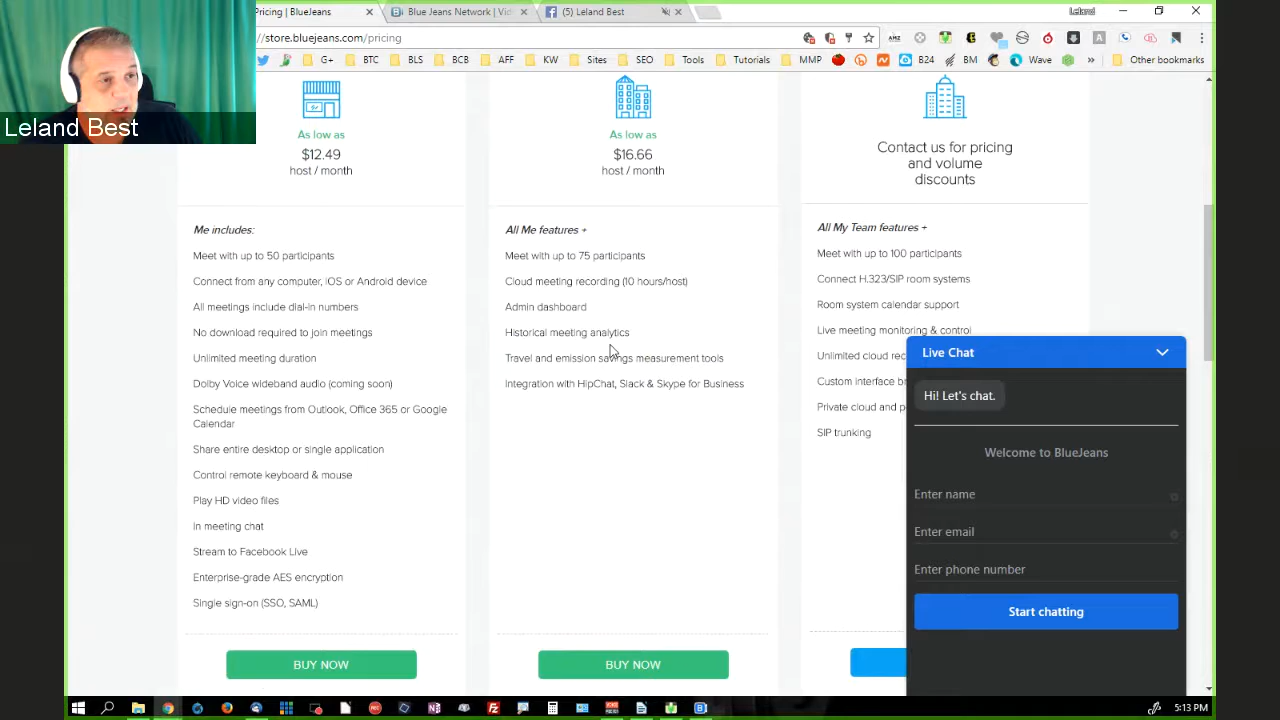 Pricing | BlueJeans
Blue Jeans Network | Vid
(5) Leland Best
Leland
//store.bluejeans.com/pricing
G+
BTC
BLS
BCB
AFF
KW
Sites
SEO
Tools
Tutorials
MMP
B24
BM
Wave
Other bookmarks
Leland Best
As low as
$12.49
host / month
Me includes:
Meet with up to 50 participants
Connect from any computer, iOS or Android device
All meetings include dial-in numbers
No download required to join meetings
Unlimited meeting duration
Dolby Voice wideband audio (coming soon)
Schedule meetings from Outlook, Office 365 or Google
Calendar
Share entire desktop or single application
Control remote keyboard & mouse
Play HD video files
In meeting chat
Stream to Facebook Live
Enterprise-grade AES encryption
Single sign-on (SSO, SAML)
BUY NOW
As low as
$16.66
host / month
All Me features +
Meet with up to 75 participants
Cloud meeting recording (10 hours/host)
Admin dashboard
Historical meeting analytics
Travel and emission savings measurement tools
Integration with HipChat, Slack & Skype for Business
BUY NOW
Contact us for pricing
and volume
discounts
All My Team features +
Meet with up to 100 participants
Connect H.323/SIP room systems
Room system calendar support
Live meeting monitoring & control
Unlimited cloud rec
Custom interface br
Private cloud and p
SIP trunking
Live Chat
Hi! Let's chat.
Welcome to BlueJeans
Enter name
Enter email
Enter phone number
Start chatting
5:13 PM